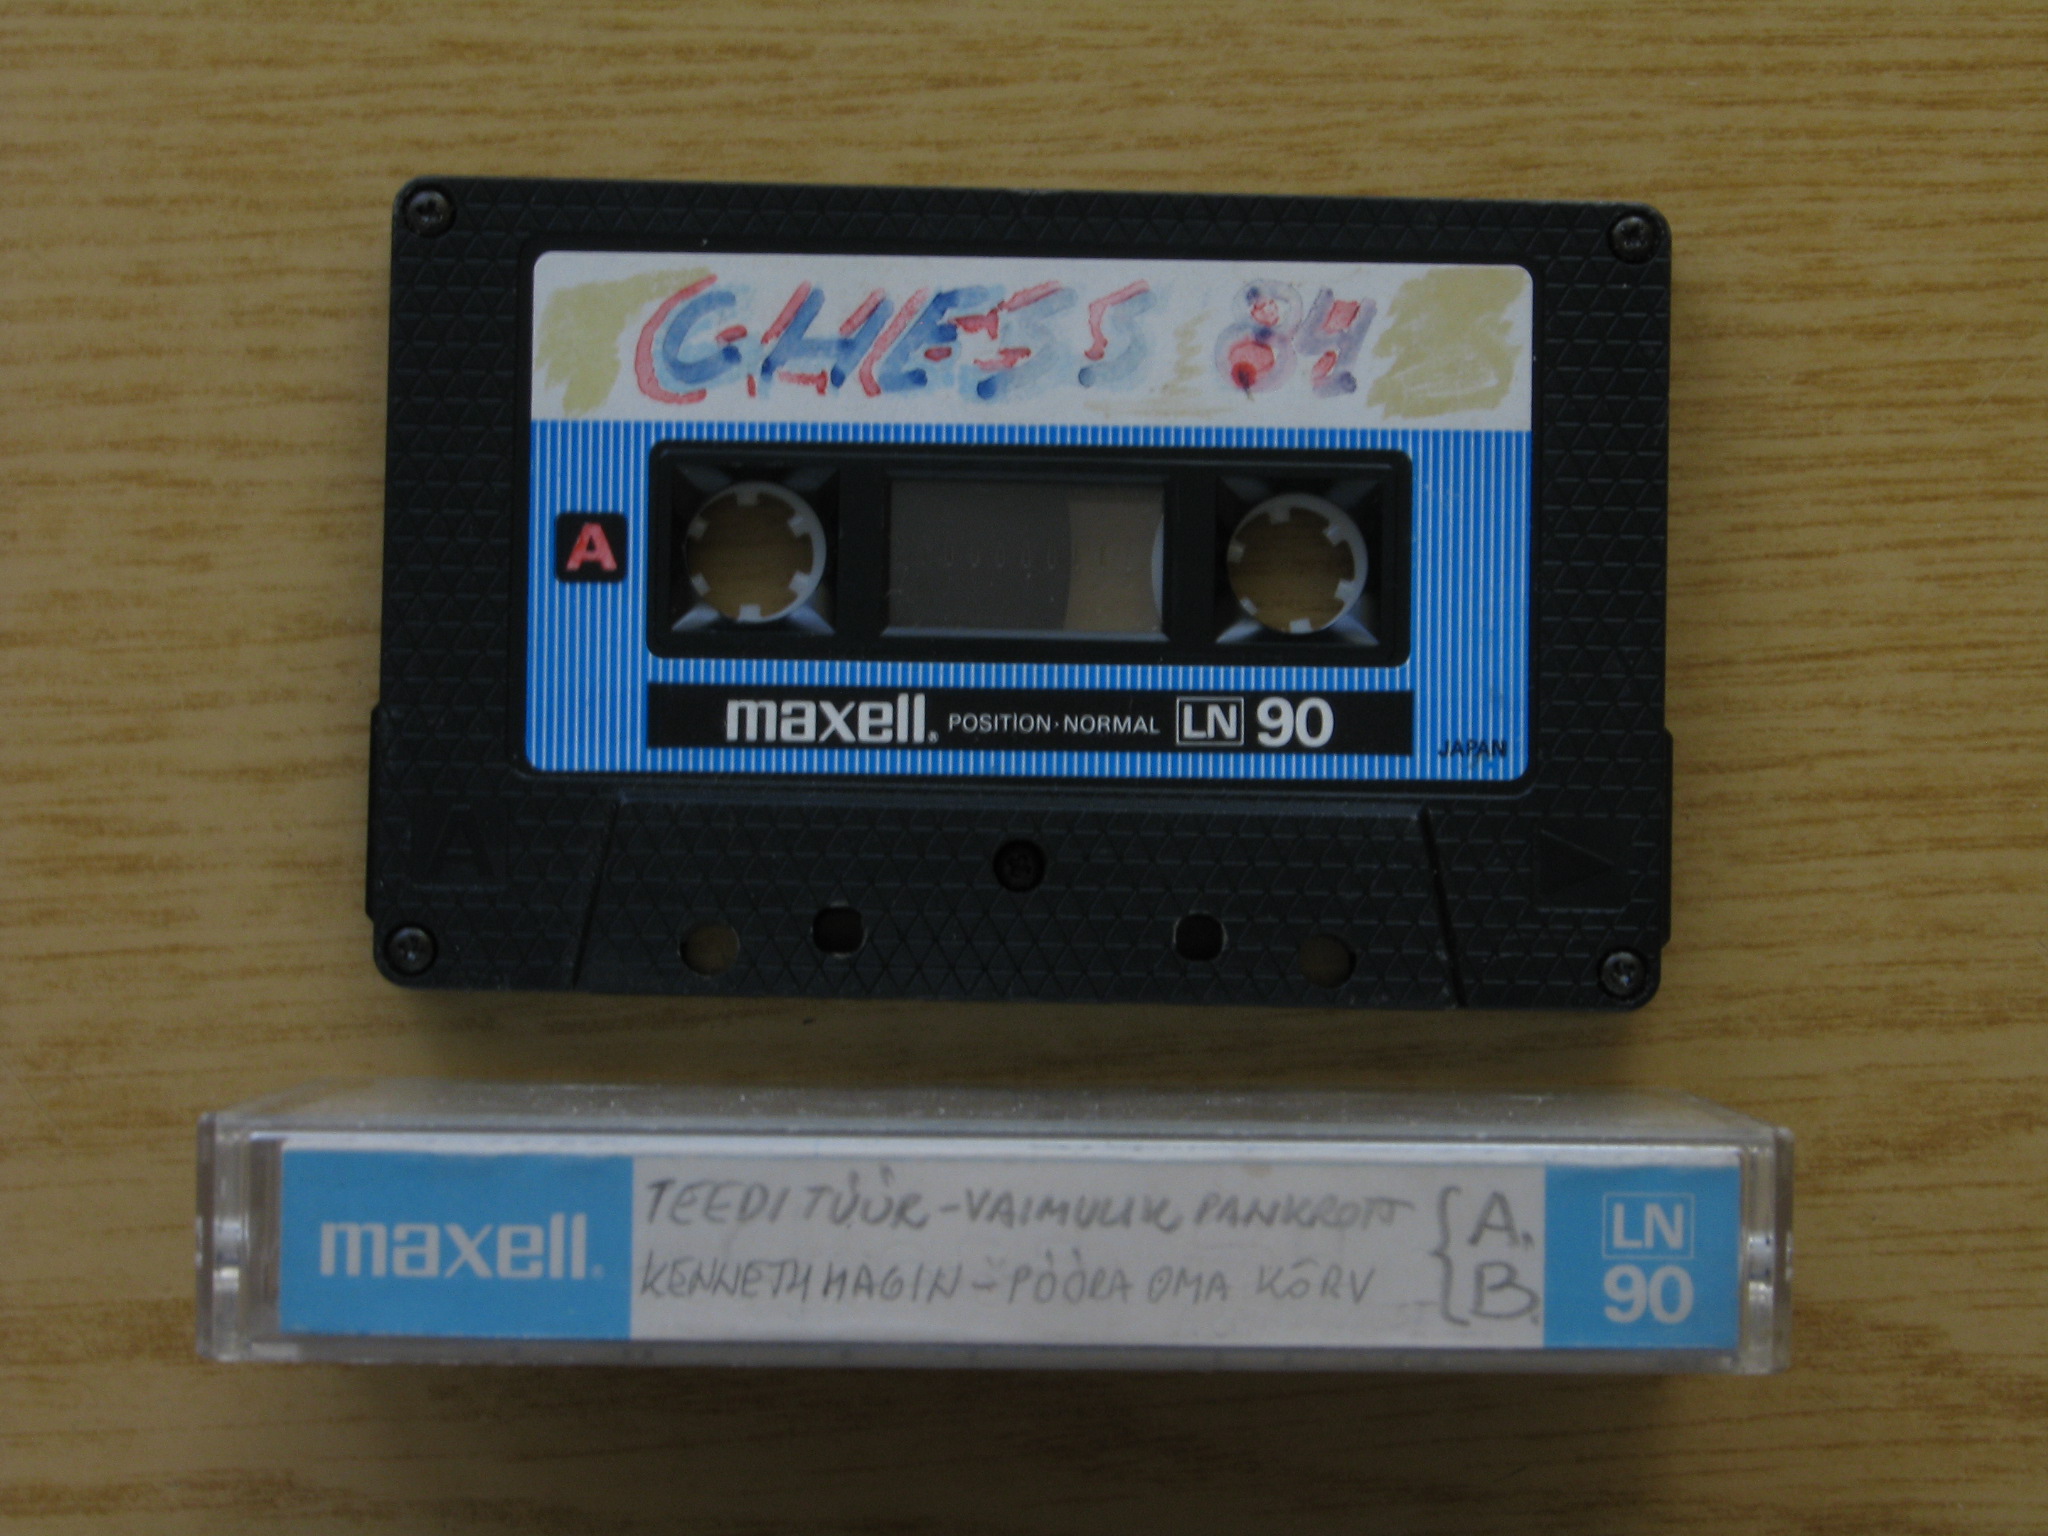 CHESS 84
A
maxell. POSITION·NORMAL LN 90
JAPAN
A
maxell.
TEEDI TÜÜR - VAIMULIK PANKROTT { A.
KENNETH HAGIN - PÖÖRA OMA KÕRV { B.
LN
90